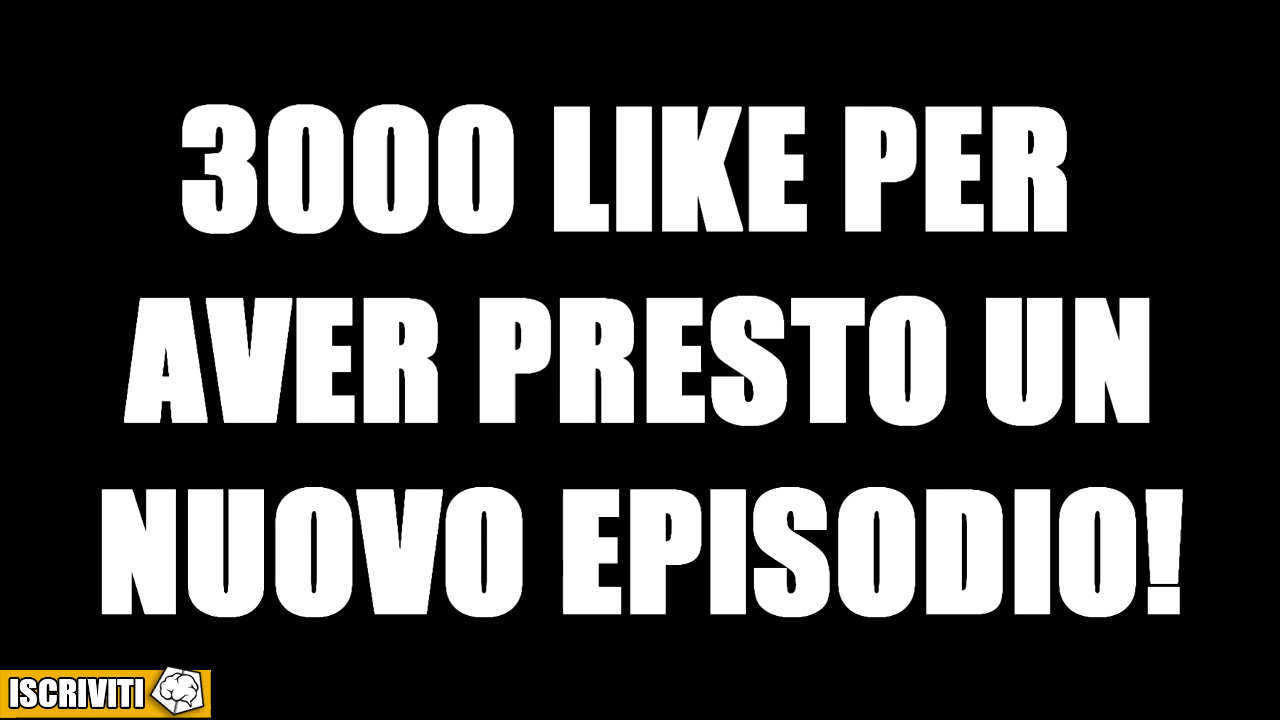 3000 LIKE PER
AVER PRESTO UN
NUOVO EPISODIO!
ISCRIVITI